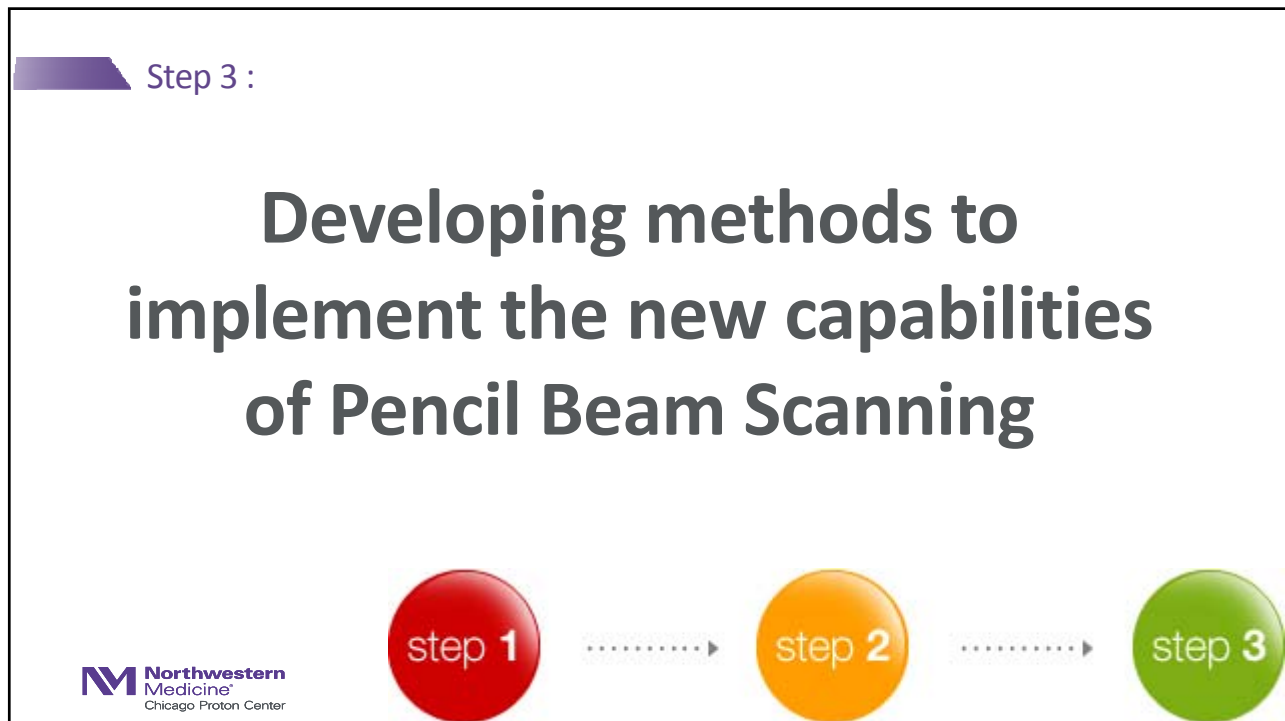 Step 3 :
Developing methods to
implement the new capabilities
of Pencil Beam Scanning
step 1
step 2
step 3
Northwestern
Medicine®
Chicago Proton Center